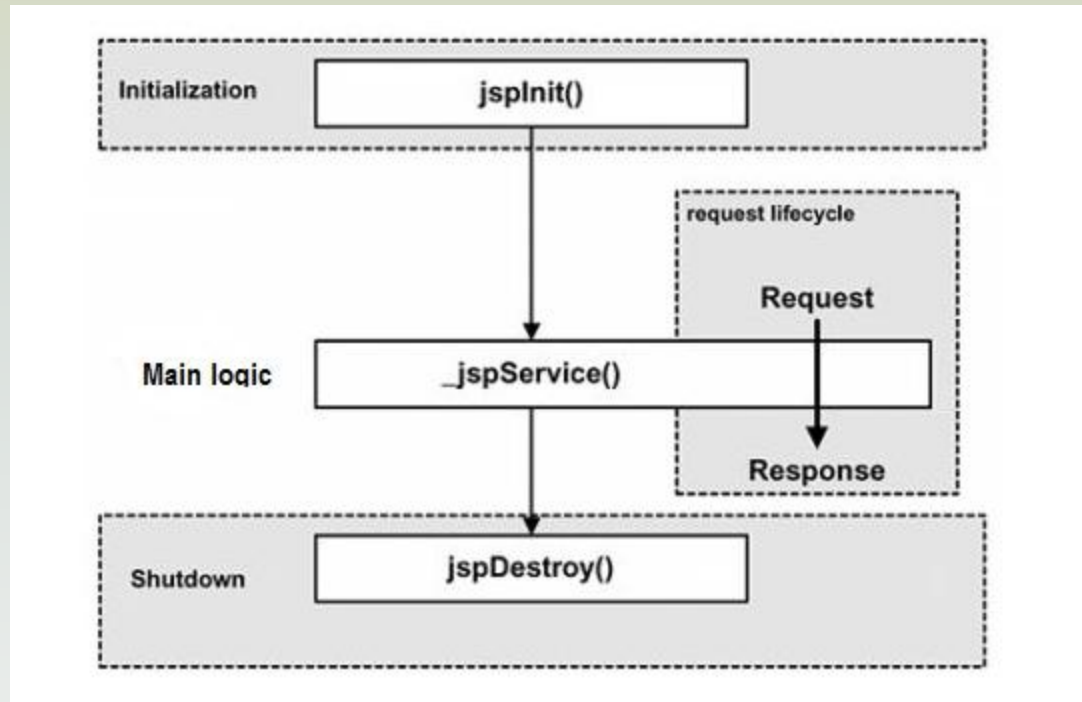 Initialization
jspInit()
request lifecycle
Request
Main logic
_jspService()
Response
Shutdown
jspDestroy()